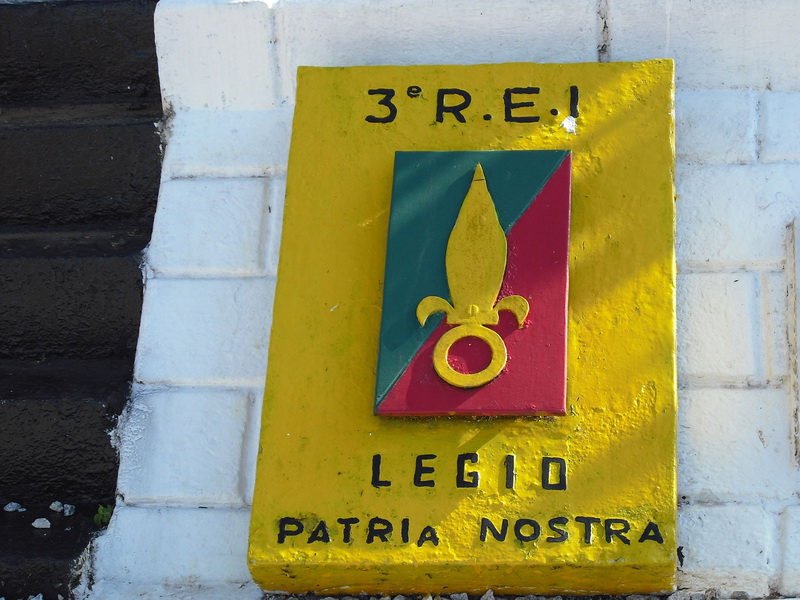 3e R.E.I
LEGIO
PATRIA NOSTRA